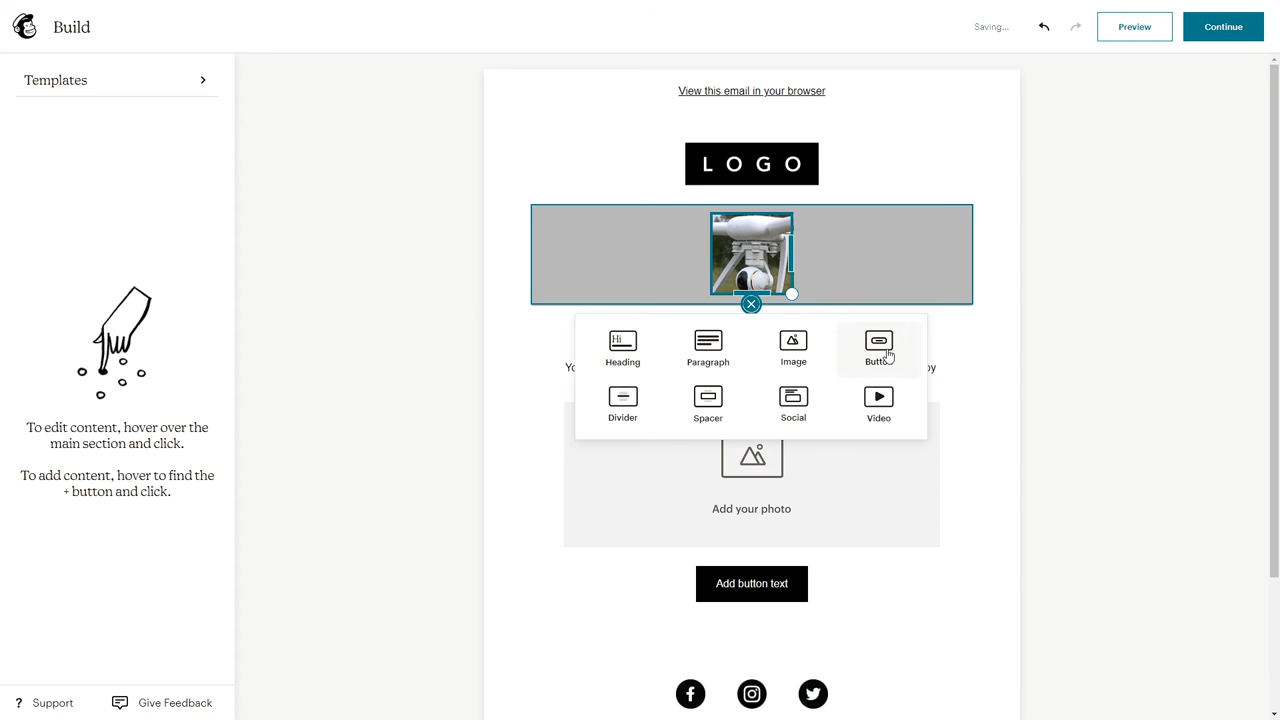 Build
Saving...
Preview
Continue
Templates
View this email in your browser
LOGO
Hi
Heading
Paragraph
Image
Button
Divider
Spacer
Social
Video
To edit content, hover over the
main section and click.
To add content, hover to find the
+ button and click.
Add your photo
Add button text
? Support
Give Feedback